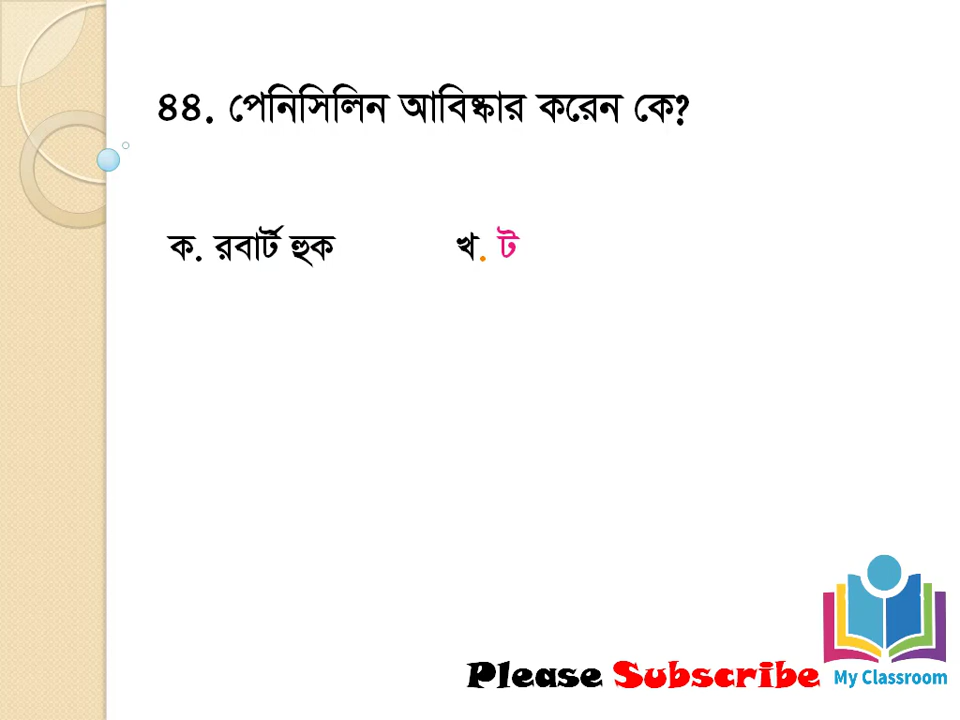 ৪৪. পেনিসিলিন আবিষ্কার করেন কে?
ক. রবার্ট হুক খ. ট
Please Subscribe
My Classroom